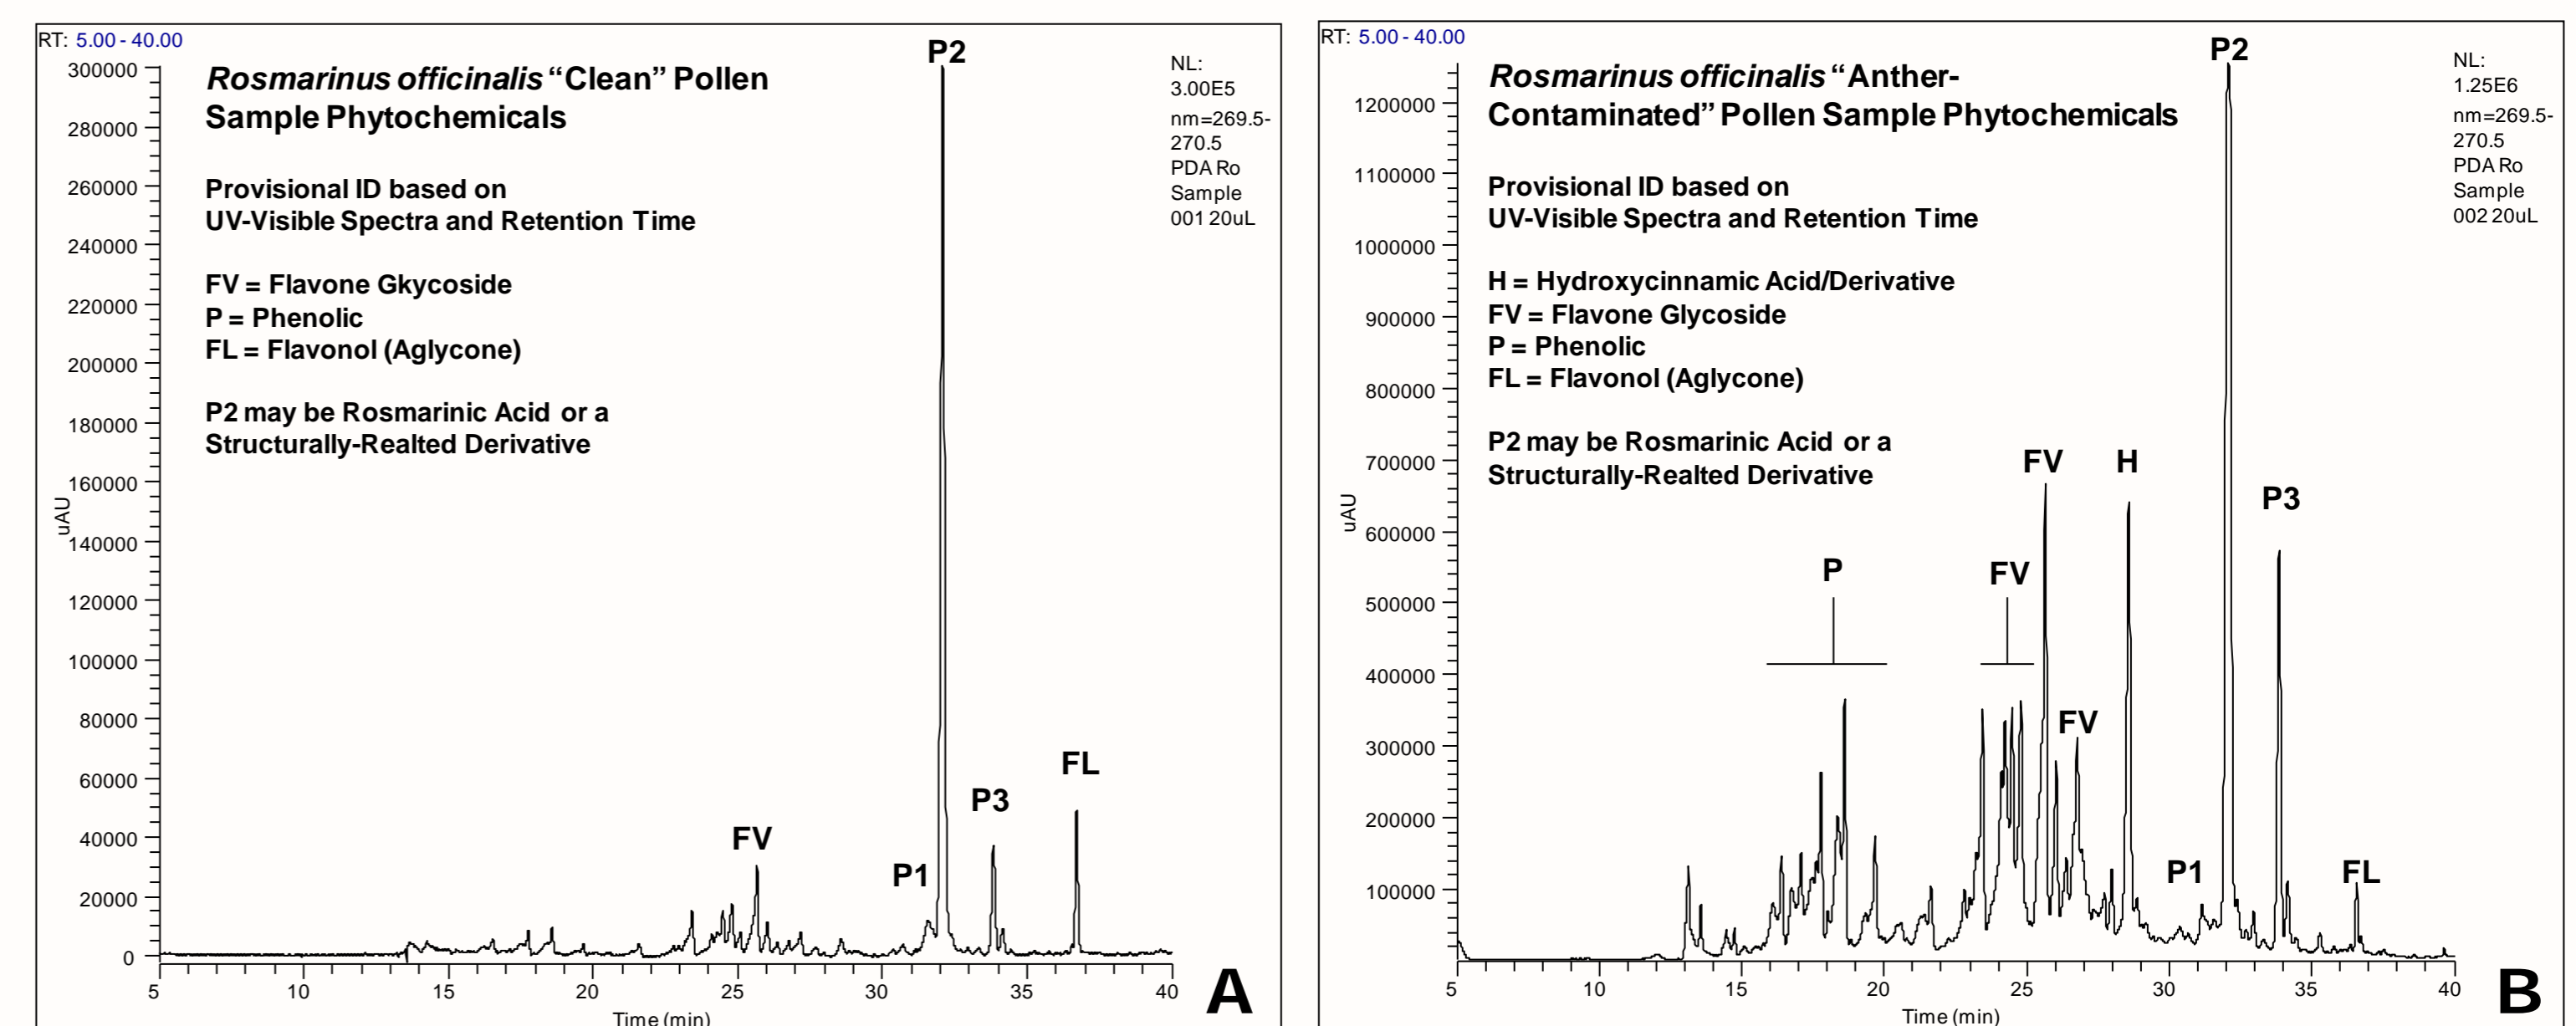 RT: 5.00 - 40.00
P2
NL:
3.00E5
nm=269.5-
270.5
PDA Ro
Sample
001 20uL
Rosmarinus officinalis “Clean” Pollen
Sample Phytochemicals
Provisional ID based on
UV-Visible Spectra and Retention Time
FV = Flavone Gkycoside
P = Phenolic
FL = Flavonol (Aglycone)
P2 may be Rosmarinic Acid or a
Structurally-Realted Derivative
300000
280000
260000
240000
220000
200000
180000
160000
140000
120000
100000
80000
60000
40000
20000
0
uAU
FV
P1
P3
FL
5
10
15
20
25
30
35
40
Time (min)
A
RT: 5.00 - 40.00
P2
NL:
1.25E6
nm=269.5-
270.5
PDA Ro
Sample
002 20uL
Rosmarinus officinalis “Anther-
Contaminated” Pollen Sample Phytochemicals
Provisional ID based on
UV-Visible Spectra and Retention Time
H = Hydroxycinnamic Acid/Derivative
FV = Flavone Glycoside
P = Phenolic
FL = Flavonol (Aglycone)
P2 may be Rosmarinic Acid or a
Structurally-Realted Derivative
1200000
1100000
1000000
900000
800000
700000
600000
500000
400000
300000
200000
100000
uAU
P
FV
FV
FV
H
P1
P3
FL
5
10
15
20
25
30
35
40
Time (min)
B